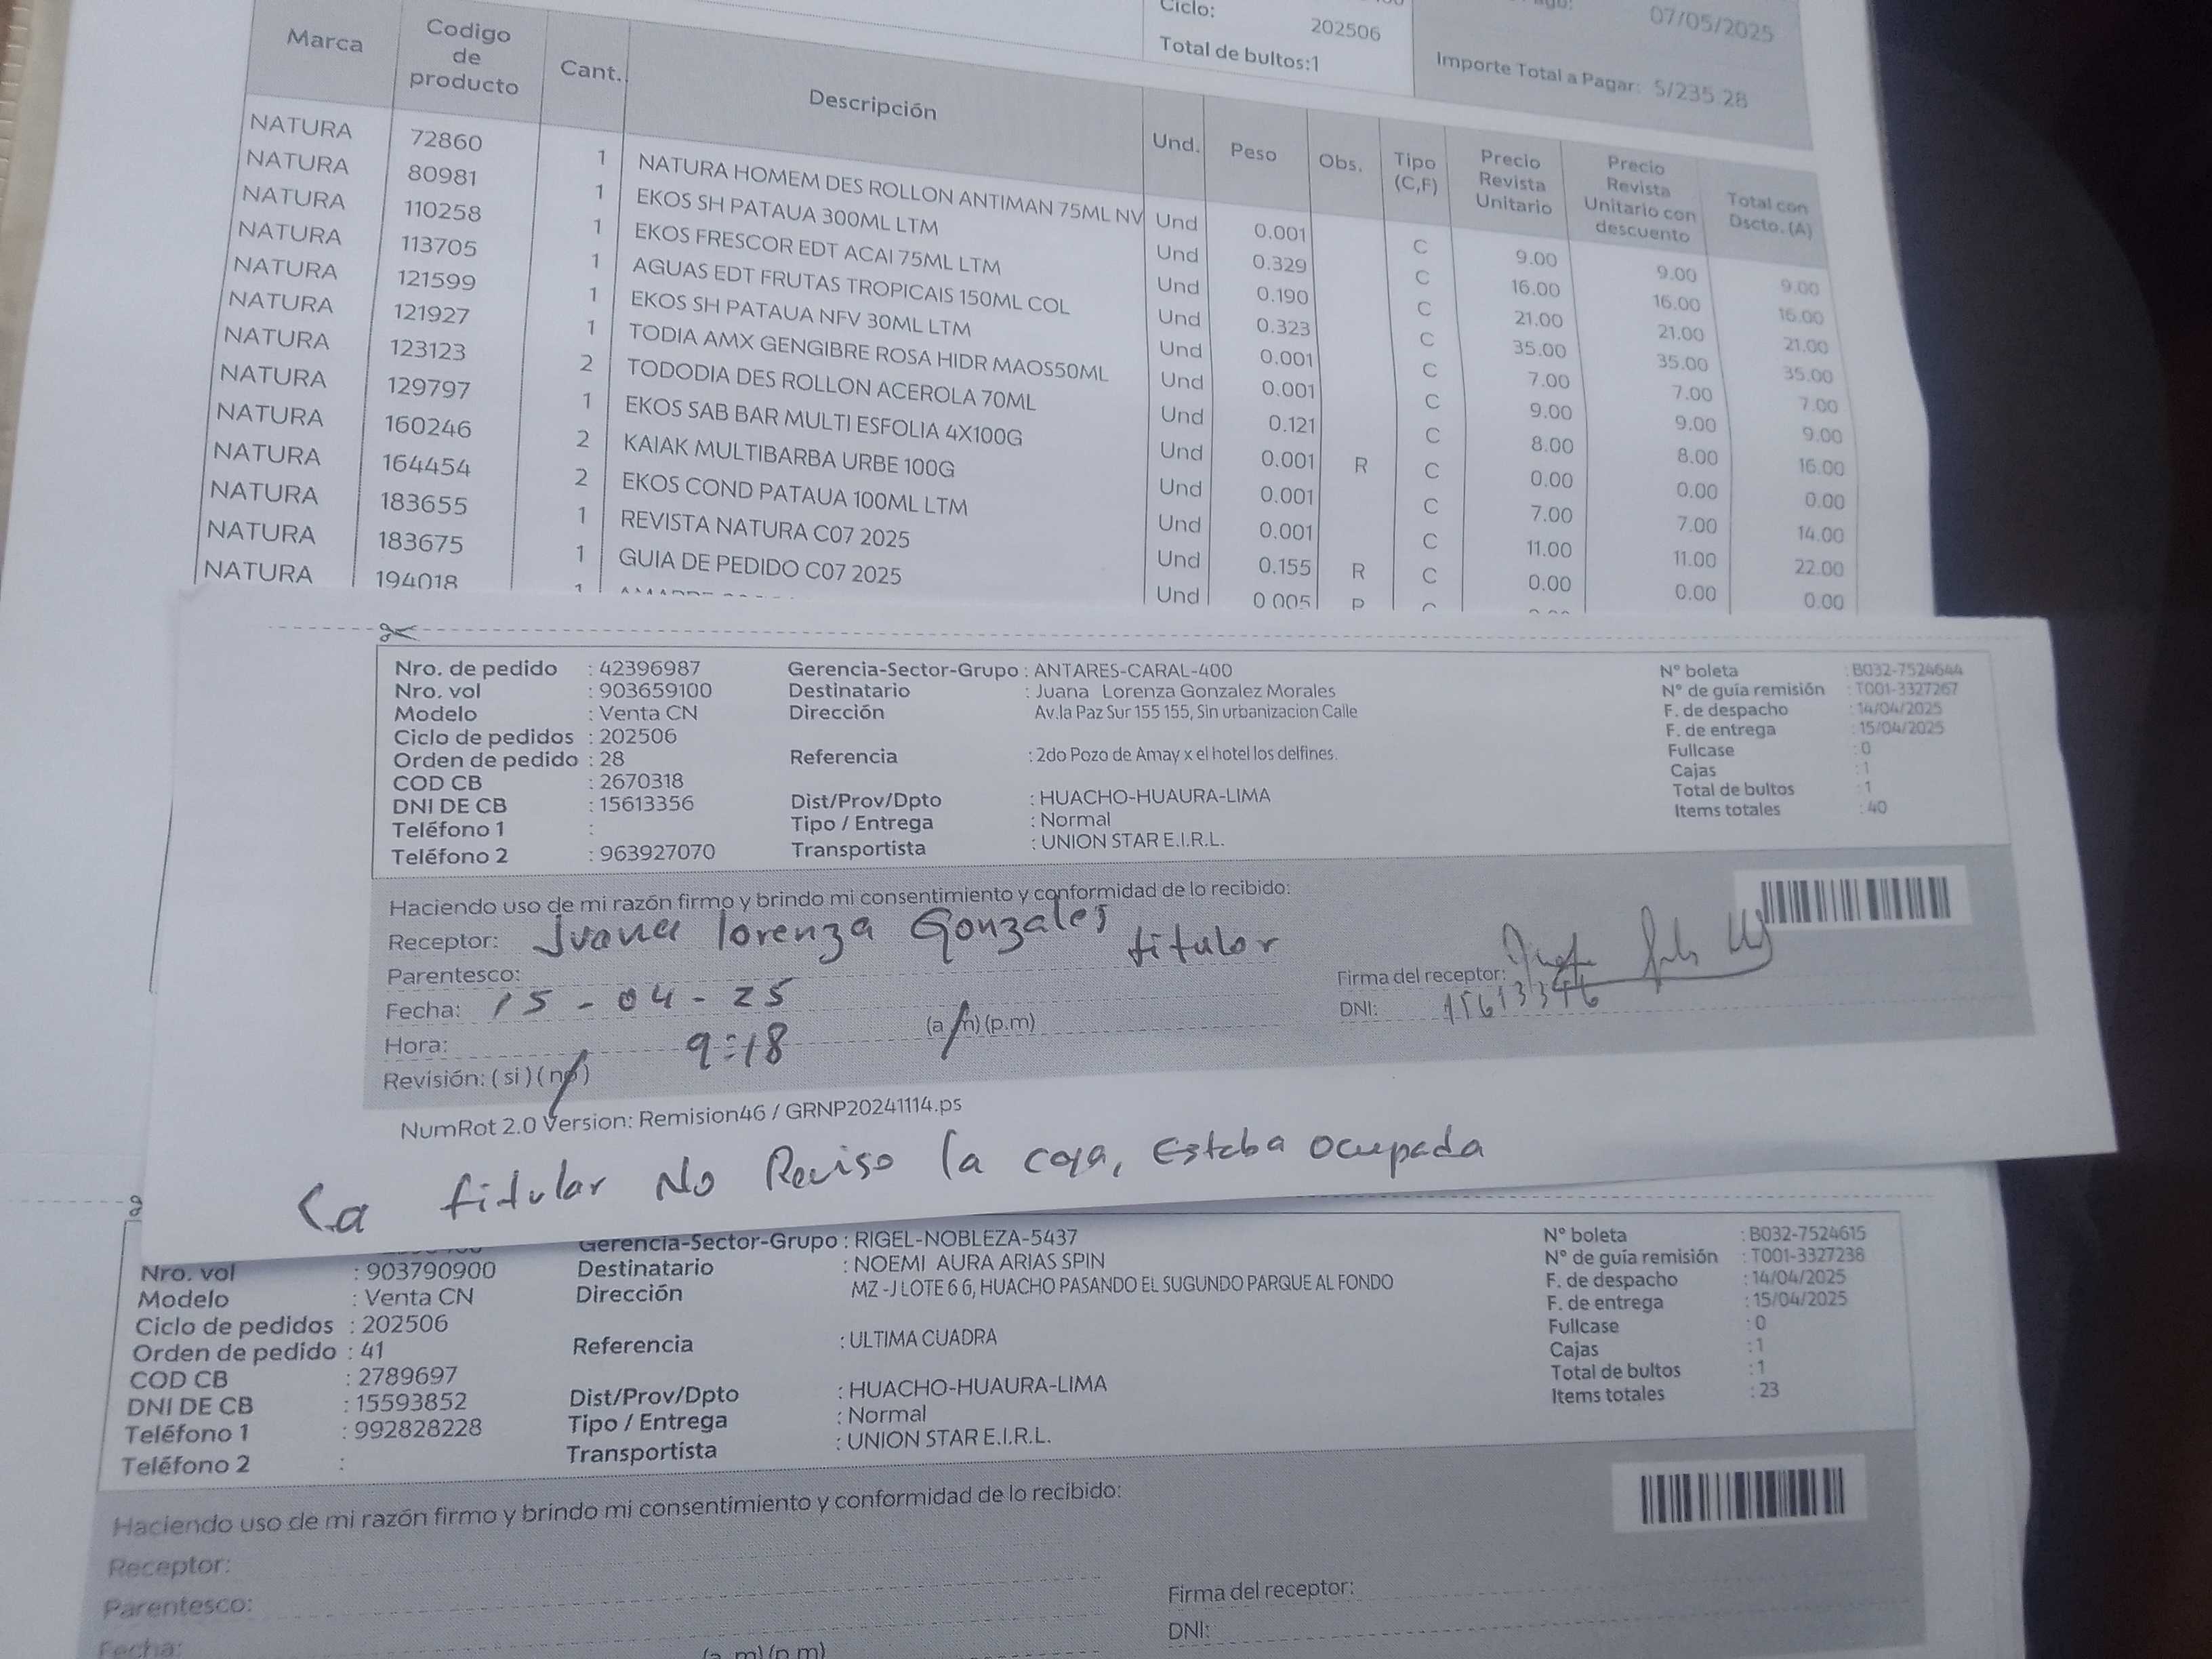 Ciclo: 202506
Total de bultos:1
07/05/2025
Importe Total a Pagar: S/235.28
Marca Codigo de producto Cant. Descripción Und. Peso Obs. Tipo (C,F) Precio Revista Unitario Precio Revista Unitario con descuento Total con Dscto. (A)
NATURA 72860 1 NATURA HOMEM DES ROLLON ANTIMAN 75ML NV Und 0.001 C 9.00 9.00 9.00
NATURA 80981 1 EKOS SH PATAUA 300ML LTM Und 0.329 C 16.00 16.00 16.00
NATURA 110258 1 EKOS FRESCOR EDT ACAI 75ML LTM Und 0.190 C 21.00 21.00 21.00
NATURA 113705 1 AGUAS EDT FRUTAS TROPICAIS 150ML COL Und 0.323 C 35.00 35.00 35.00
NATURA 121599 1 EKOS SH PATAUA NFV 30ML LTM Und 0.001 C 7.00 7.00 7.00
NATURA 121927 1 TODIA AMX GENGIBRE ROSA HIDR MAOS50ML Und 0.001 C 9.00 9.00 9.00
NATURA 123123 2 TODODIA DES ROLLON ACEROLA 70ML Und 0.121 C 8.00 8.00 16.00
NATURA 129797 1 EKOS SAB BAR MULTI ESFOLIA 4X100G Und 0.001 R C 0.00 0.00 0.00
NATURA 160246 2 KAIAK MULTIBARBA URBE 100G Und 0.001 C 7.00 7.00 14.00
NATURA 164454 2 EKOS COND PATAUA 100ML LTM Und 0.001 C 11.00 11.00 22.00
NATURA 183655 1 REVISTA NATURA C07 2025 Und 0.155 R C 0.00 0.00 0.00
NATURA 183675 1 GUIA DE PEDIDO C07 2025 Und 0.005
NATURA 194018 1
Nro. de pedido : 42396987 Gerencia-Sector-Grupo : ANTARES-CARAL-400 N° boleta : B032-7524644
Nro. vol : 903659100 Destinatario : Juana Lorenza Gonzalez Morales N° de guía remisión : T001-3327267
Modelo : Venta CN Dirección Av.la Paz Sur 155 155, Sin urbanizacion Calle F. de despacho : 14/04/2025
Ciclo de pedidos : 202506 F. de entrega : 15/04/2025
Orden de pedido : 28 Referencia : 2do Pozo de Amay x el hotel los delfines. Fullcase : 0
COD CB : 2670318 Cajas : 1
DNI DE CB : 15613356 Dist/Prov/Dpto : HUACHO-HUAURA-LIMA Total de bultos : 1
Teléfono 1 : Tipo / Entrega : Normal Items totales : 40
Teléfono 2 : 963927070 Transportista : UNION STAR E.I.R.L.
Haciendo uso de mi razón firmo y brindo mi consentimiento y conformidad de lo recibido:
Receptor: Juana lorenza Gonzales titular
Parentesco: Firma del receptor:
Fecha: 15-04-25 DNI:
Hora: 9:18 (a m) (p.m)
Revisión: ( si ) ( no )
NumRot 2.0 Version: Remision46 / GRNP20241114.ps
La titular No Reviso la caja, Estaba ocupada
Gerencia-Sector-Grupo : RIGEL-NOBLEZA-5437 N° boleta : B032-7524615
Nro. vol : 903790900 Destinatario : NOEMI AURA ARIAS SPIN N° de guía remisión : T001-3327238
Modelo : Venta CN Dirección MZ -J LOTE 6 6, HUACHO PASANDO EL SUGUNDO PARQUE AL FONDO F. de despacho : 14/04/2025
Ciclo de pedidos : 202506 F. de entrega : 15/04/2025
Orden de pedido : 41 Referencia : ULTIMA CUADRA Fullcase : 0
COD CB : 2789697 Cajas : 1
DNI DE CB : 15593852 Dist/Prov/Dpto : HUACHO-HUAURA-LIMA Total de bultos : 1
Teléfono 1 : 992828228 Tipo / Entrega : Normal Items totales : 23
Teléfono 2 : Transportista : UNION STAR E.I.R.L.
Haciendo uso de mi razón firmo y brindo mi consentimiento y conformidad de lo recibido:
Receptor:
Parentesco: Firma del receptor:
Fecha: DNI:
(a m) (p.m)